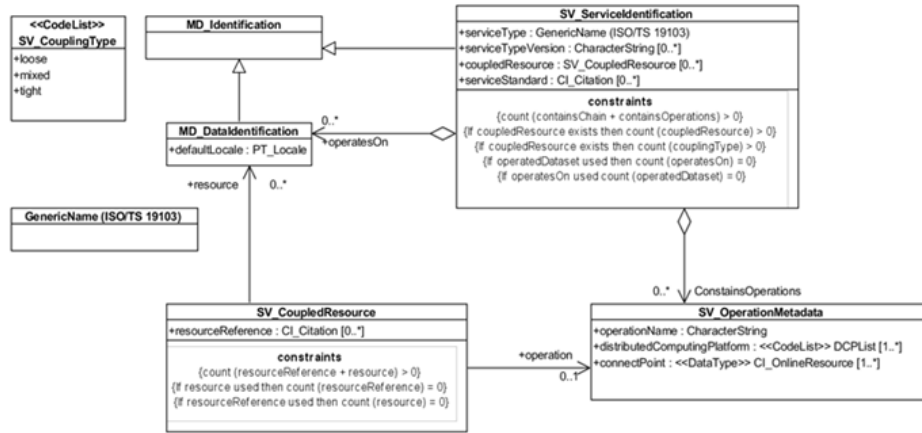 <<CodeList>>
SV_CouplingType
+loose
+mixed
+tight
MD_Identification
SV_ServiceIdentification
+serviceType : GenericName (ISO/TS 19103)
+serviceTypeVersion : CharacterString [0..*]
+coupledResource : SV_CoupledResource [0..*]
+serviceStandard : CI_Citation [0..*]
constraints
{count (containsChain + containsOperations) > 0}
{If coupledResource exists then count (coupledResource) > 0}
{If coupledResource exists then count (couplingType) > 0}
{If operatedDataset used then count (operatesOn) = 0}
{If operatesOn used count (operatedDataset) = 0}
MD_DataIdentification
+defaultLocale : PT_Locale
0..*
+operatesOn
+resource
0..*
GenericName (ISO/TS 19103)
0..*
ConstainsOperations
SV_CoupledResource
+resourceReference : CI_Citation [0..*]
constraints
{count (resourceReference + resource) > 0}
{If resource used then count (resourceReference) = 0}
{If resourceReference used then count (resource) = 0}
+operation
0..1
SV_OperationMetadata
+operationName : CharacterString
+distributedComputingPlatform : <<CodeList>> DCPList [1..*]
+connectPoint : <<DataType>> CI_OnlineResource [1..*]